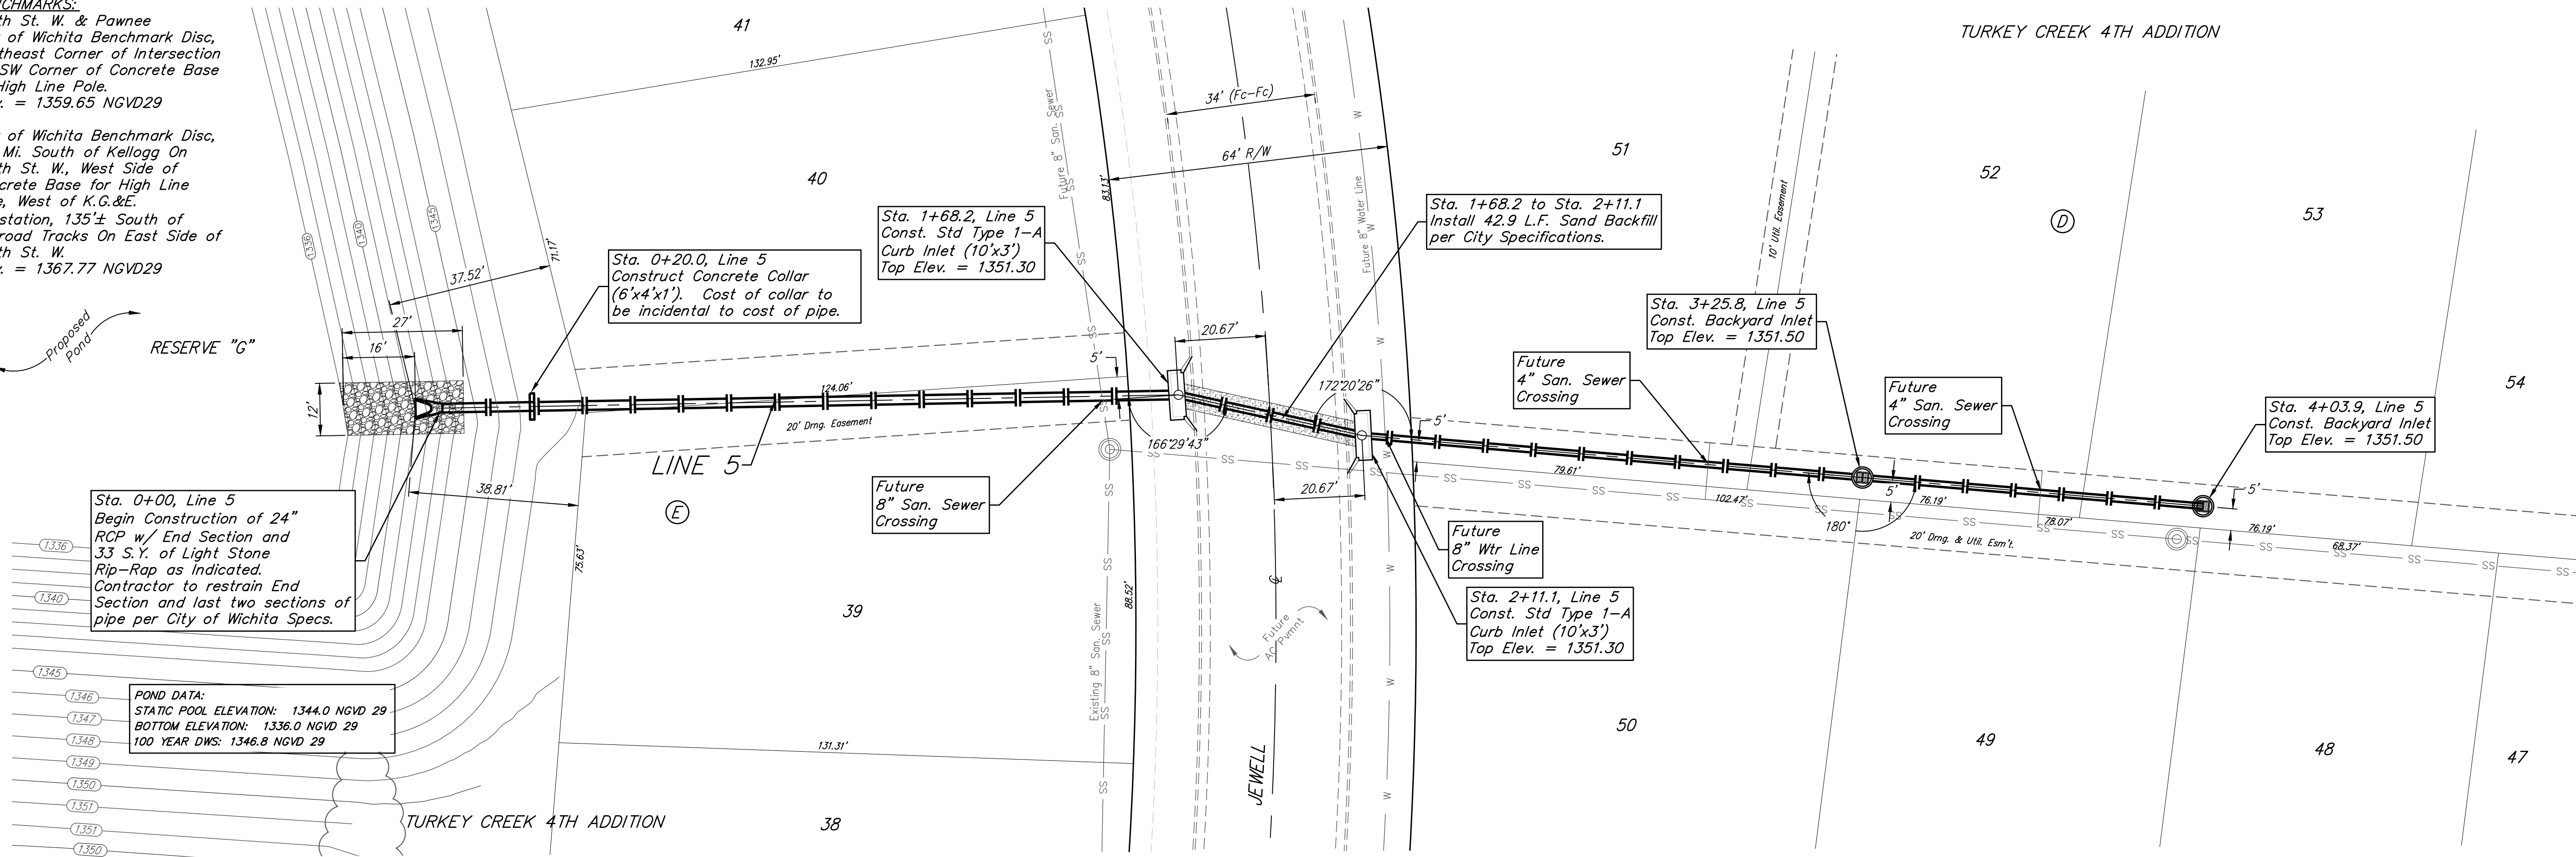 CHMARKS:
th St. W. & Pawnee
of Wichita Benchmark Disc,
theast Corner of Intersection
SW Corner of Concrete Base
High Line Pole.
. = 1359.65 NGVD29
of Wichita Benchmark Disc,
Mi. South of Kellogg On
th St. W., West Side of
crete Base for High Line
e, West of K.G.&E.
station, 135'± South of
road Tracks On East Side of
th St. W.
. = 1367.77 NGVD29
Proposed
Pond
RESERVE "G"
1336
1340
1345
37.52'
71.17'
27'
16'
12'
38.81'
75.63'
41
132.95'
40
Sta. 0+20.0, Line 5
Construct Concrete Collar
(6'x4'x1').  Cost of collar to
be incidental to cost of pipe.
Sta. 1+68.2, Line 5
Const. Std Type 1-A
Curb Inlet (10'x3')
Top Elev. = 1351.30
124.06'
20' Drng. Easement
LINE 5
5'
E
Future
8" San. Sewer
Crossing
Sta. 0+00, Line 5
Begin Construction of 24"
RCP w/ End Section and
33 S.Y. of Light Stone
Rip-Rap as Indicated.
Contractor to restrain End
Section and last two sections of
pipe per City of Wichita Specs.
1336
1340
1345
1346
1347
1348
1349
1350
1351
1351
1350
POND DATA:
STATIC POOL ELEVATION:  1344.0 NGVD 29
BOTTOM ELEVATION:  1336.0 NGVD 29
100 YEAR DWS: 1346.8 NGVD 29
TURKEY CREEK 4TH ADDITION
39
131.31'
38
Future 8" San. Sewer
SS
83.13'
88.52'
Existing 8" San. Sewer
34' (Fc-Fc)
64' R/W
Future 8" Water Line
W
20.67'
166°29'43"
172°20'26"
20.67'
Future
AC Pvmnt
JEWELL
Sta. 1+68.2 to Sta. 2+11.1
Install 42.9 L.F. Sand Backfill
per City Specifications.
5'
Future
8" Wtr Line
Crossing
Sta. 2+11.1, Line 5
Const. Std Type 1-A
Curb Inlet (10'x3')
Top Elev. = 1351.30
51
TURKEY CREEK 4TH ADDITION
10' Util. Easement
52
D
53
54
Sta. 3+25.8, Line 5
Const. Backyard Inlet
Top Elev. = 1351.50
Future
4" San. Sewer
Crossing
Future
4" San. Sewer
Crossing
Sta. 4+03.9, Line 5
Const. Backyard Inlet
Top Elev. = 1351.50
79.61'
102.47'
5'
180°
76.19'
78.07'
20' Drng. & Util. Esm't.
5'
76.19'
68.37'
50
49
48
47